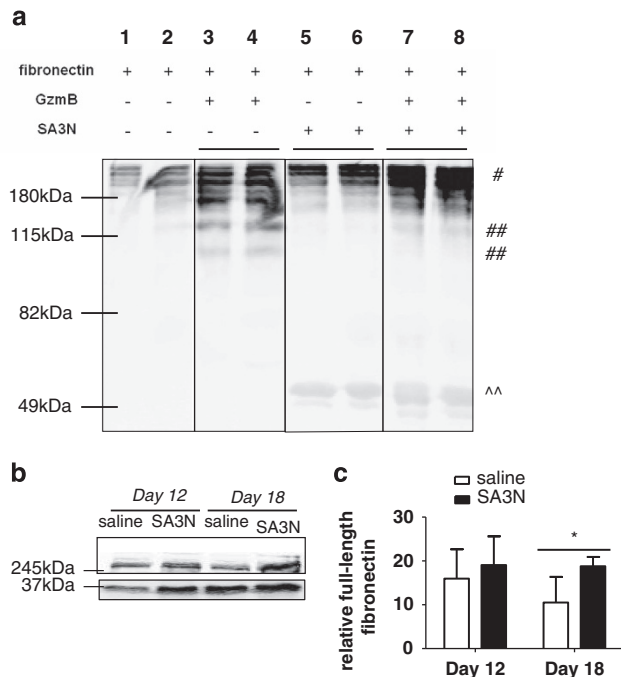 a
1 2 3 4 5 6 7 8
fibronectin + + + + + + + +
GzmB - - + + - - + +
SA3N - - - - + + + +
#
180kDa
115kDa
##
##
82kDa
^^
49kDa
b
Day 12 Day 18
saline SA3N saline SA3N
245kDa
37kDa
c
saline
SA3N
relative full-length
fibronectin
30
20
10
0
*
Day 12 Day 18